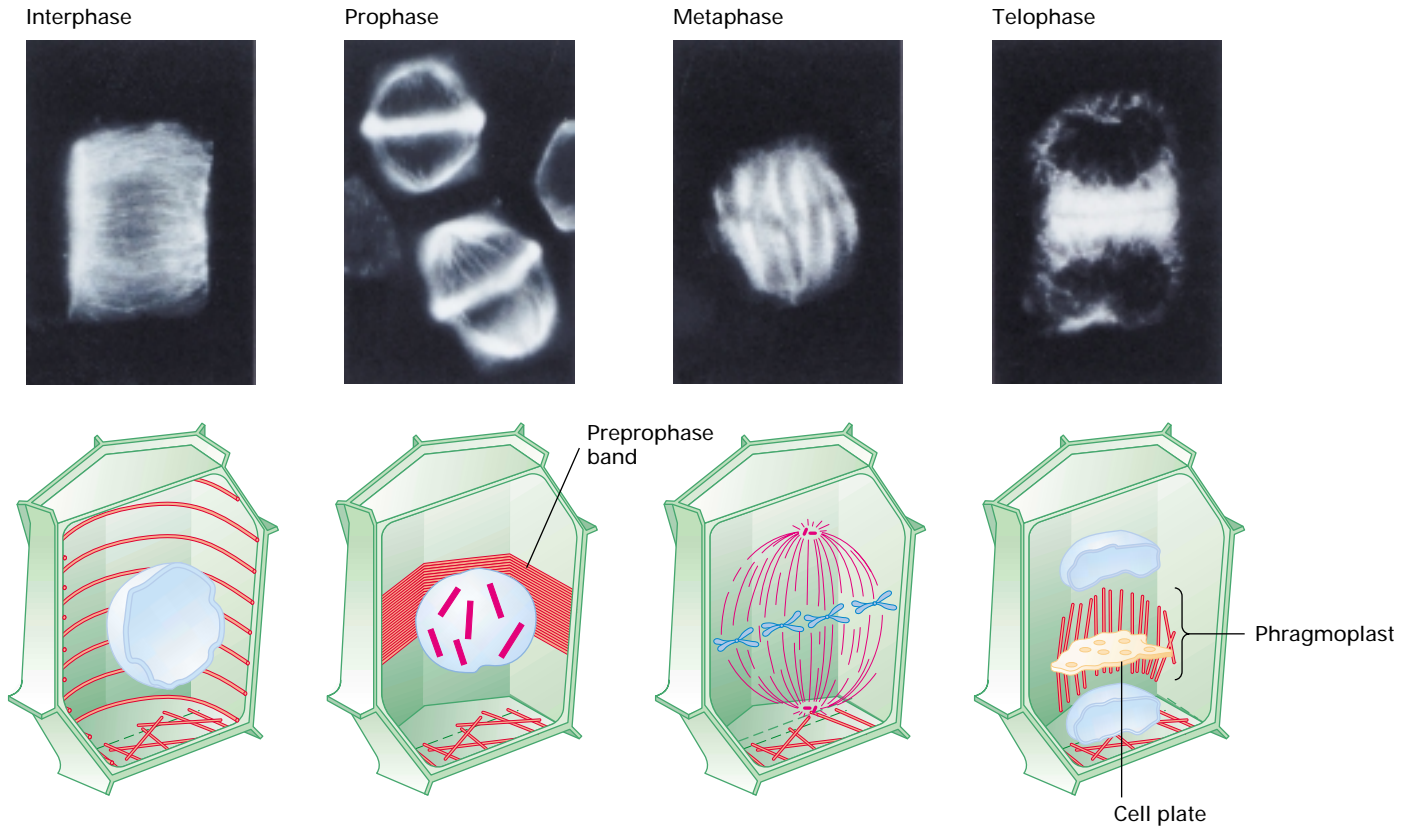 Interphase
Prophase
Metaphase
Telophase
Preprophase
band
Phragmoplast
Cell plate